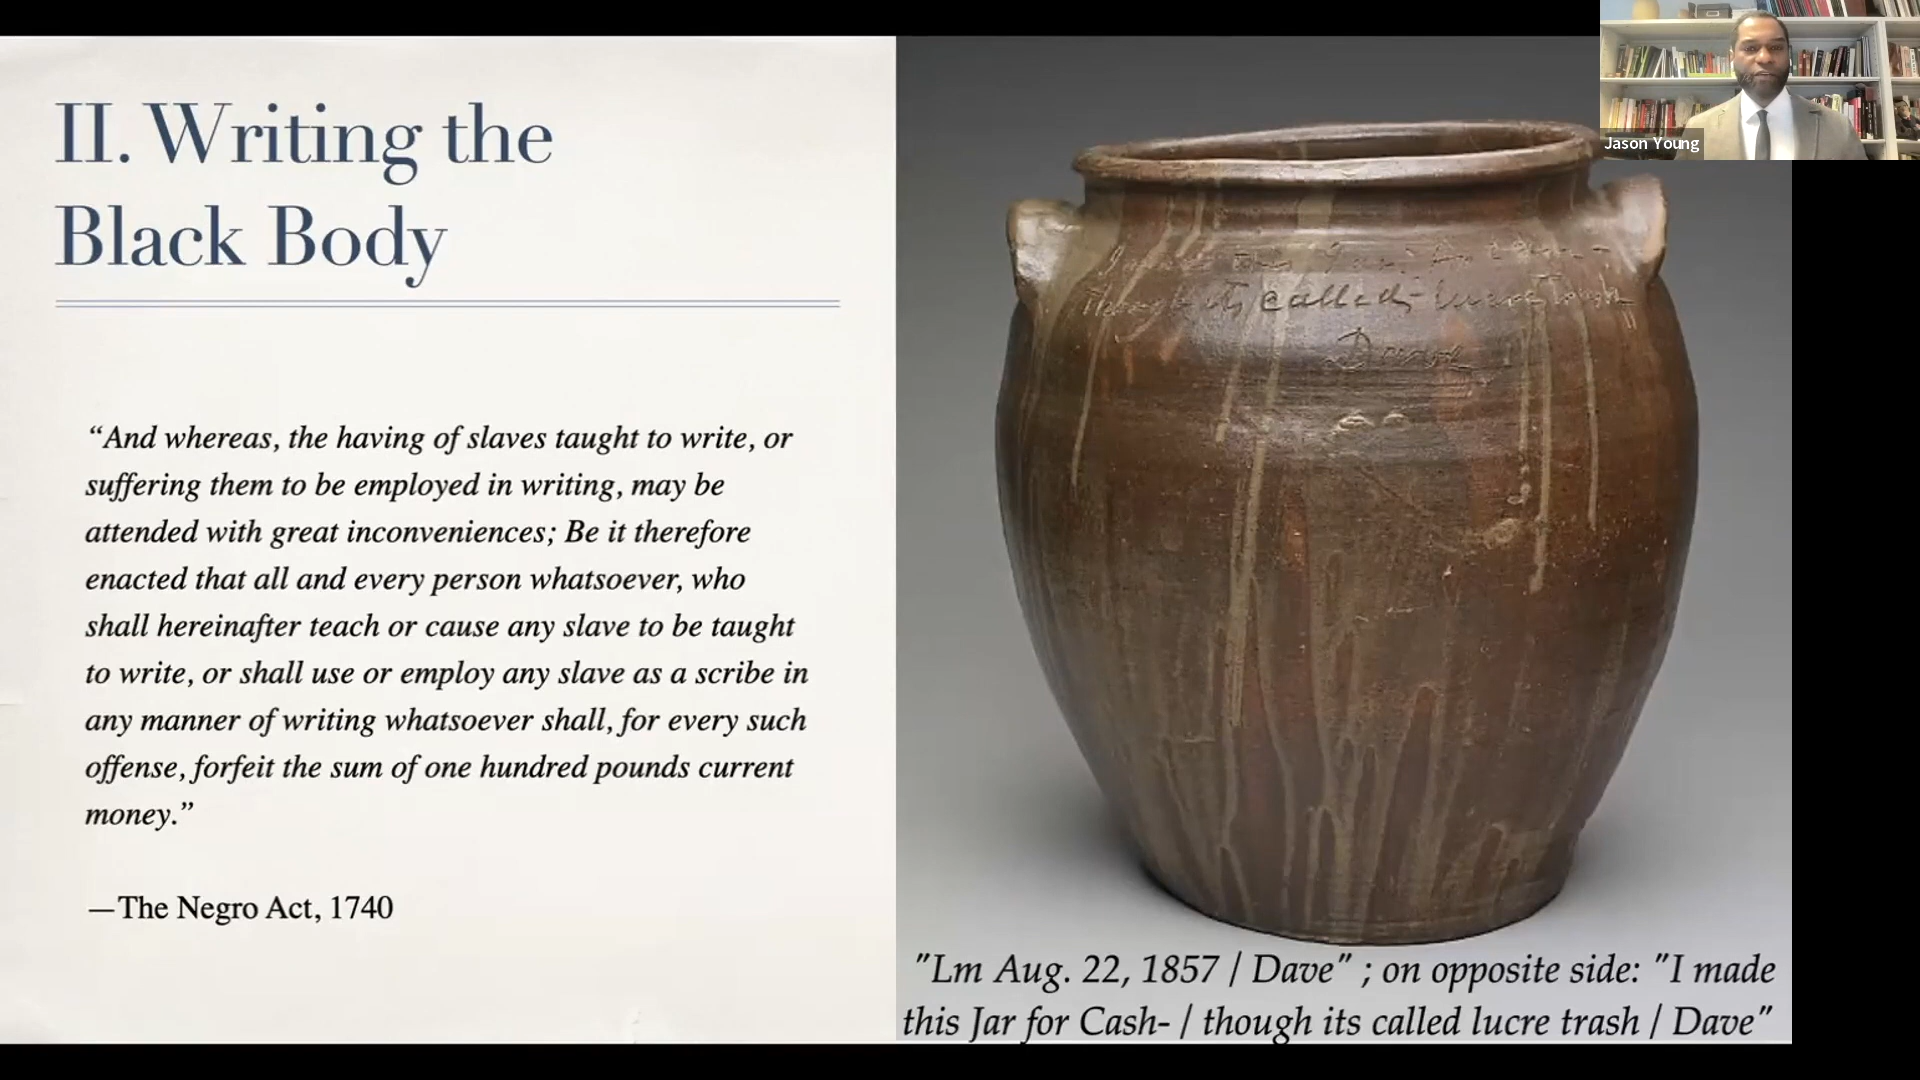 II. Writing the
Black Body
“And whereas, the having of slaves taught to write, or
suffering them to be employed in writing, may be
attended with great inconveniences; Be it therefore
enacted that all and every person whatsoever, who
shall hereinafter teach or cause any slave to be taught
to write, or shall use or employ any slave as a scribe in
any manner of writing whatsoever shall, for every such
offense, forfeit the sum of one hundred pounds current
money.”
—The Negro Act, 1740
called
Dave
"Lm Aug. 22, 1857 / Dave" ; on opposite side: "I made
this Jar for Cash- / though its called lucre trash / Dave"
Jason Young